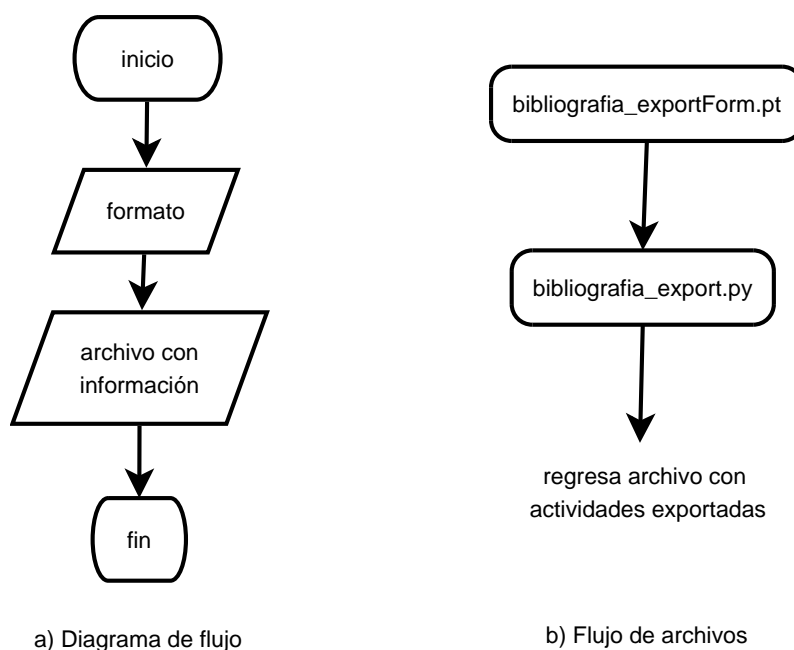 inicio
formato
archivo con
información
fin
a) Diagrama de flujo
bibliografia_exportForm.pt
bibliografia_export.py
regresa archivo con
actividades exportadas
b) Flujo de archivos